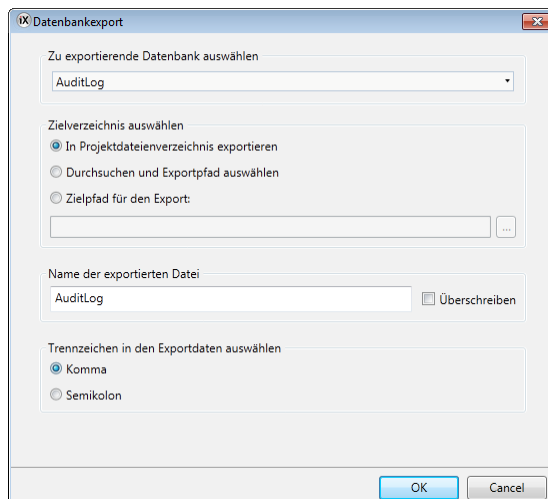 iX Datenbankexport
Zu exportierende Datenbank auswählen
AuditLog
Zielverzeichnis auswählen
In Projektdateienverzeichnis exportieren
Durchsuchen und Exportpfad auswählen
Zielpfad für den Export:
...
Name der exportierten Datei
AuditLog
Überschreiben
Trennzeichen in den Exportdaten auswählen
Komma
Semikolon
OK
Cancel